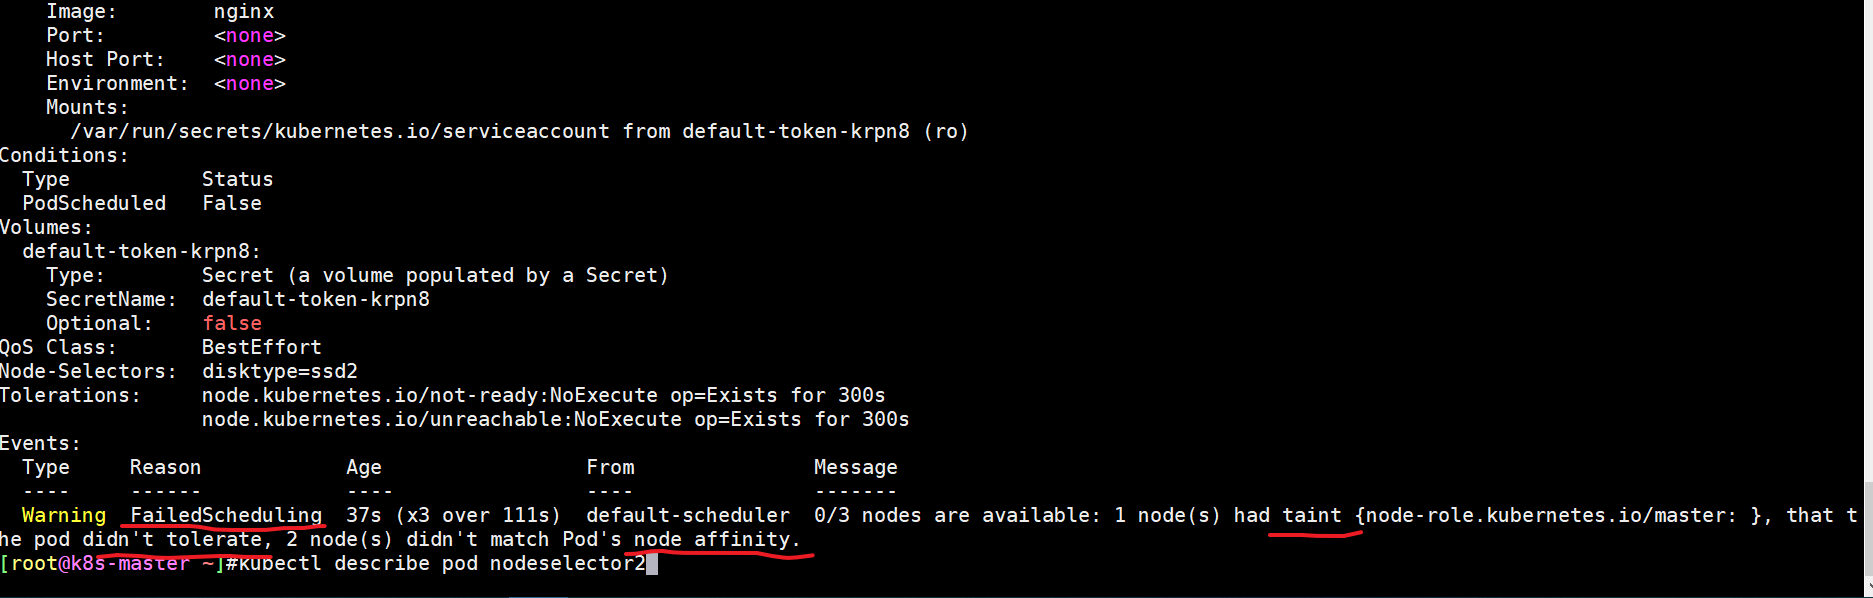 Image:        nginx
Port:         <none>
Host Port:    <none>
Environment:  <none>
Mounts:
/var/run/secrets/kubernetes.io/serviceaccount from default-token-krpn8 (ro)
Conditions:
Type           Status
PodScheduled   False
Volumes:
default-token-krpn8:
Type:        Secret (a volume populated by a Secret)
SecretName:  default-token-krpn8
Optional:    false
QoS Class:       BestEffort
Node-Selectors:  disktype=ssd2
Tolerations:     node.kubernetes.io/not-ready:NoExecute op=Exists for 300s
node.kubernetes.io/unreachable:NoExecute op=Exists for 300s
Events:
Type     Reason            Age                 From               Message
----     ------            ----                ----               -------
Warning  FailedScheduling  37s (x3 over 111s)  default-scheduler  0/3 nodes are available: 1 node(s) had taint {node-role.kubernetes.io/master: }, that t
he pod didn't tolerate, 2 node(s) didn't match Pod's node affinity.
[root@k8s-master ~]#kubectl describe pod nodeselector2